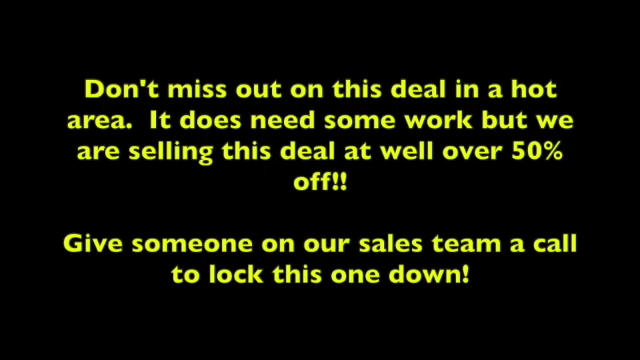 Don't miss out on this deal in a hot
area.  It does need some work but we
are selling this deal at well over 50%
off!!
Give someone on our sales team a call
to lock this one down!